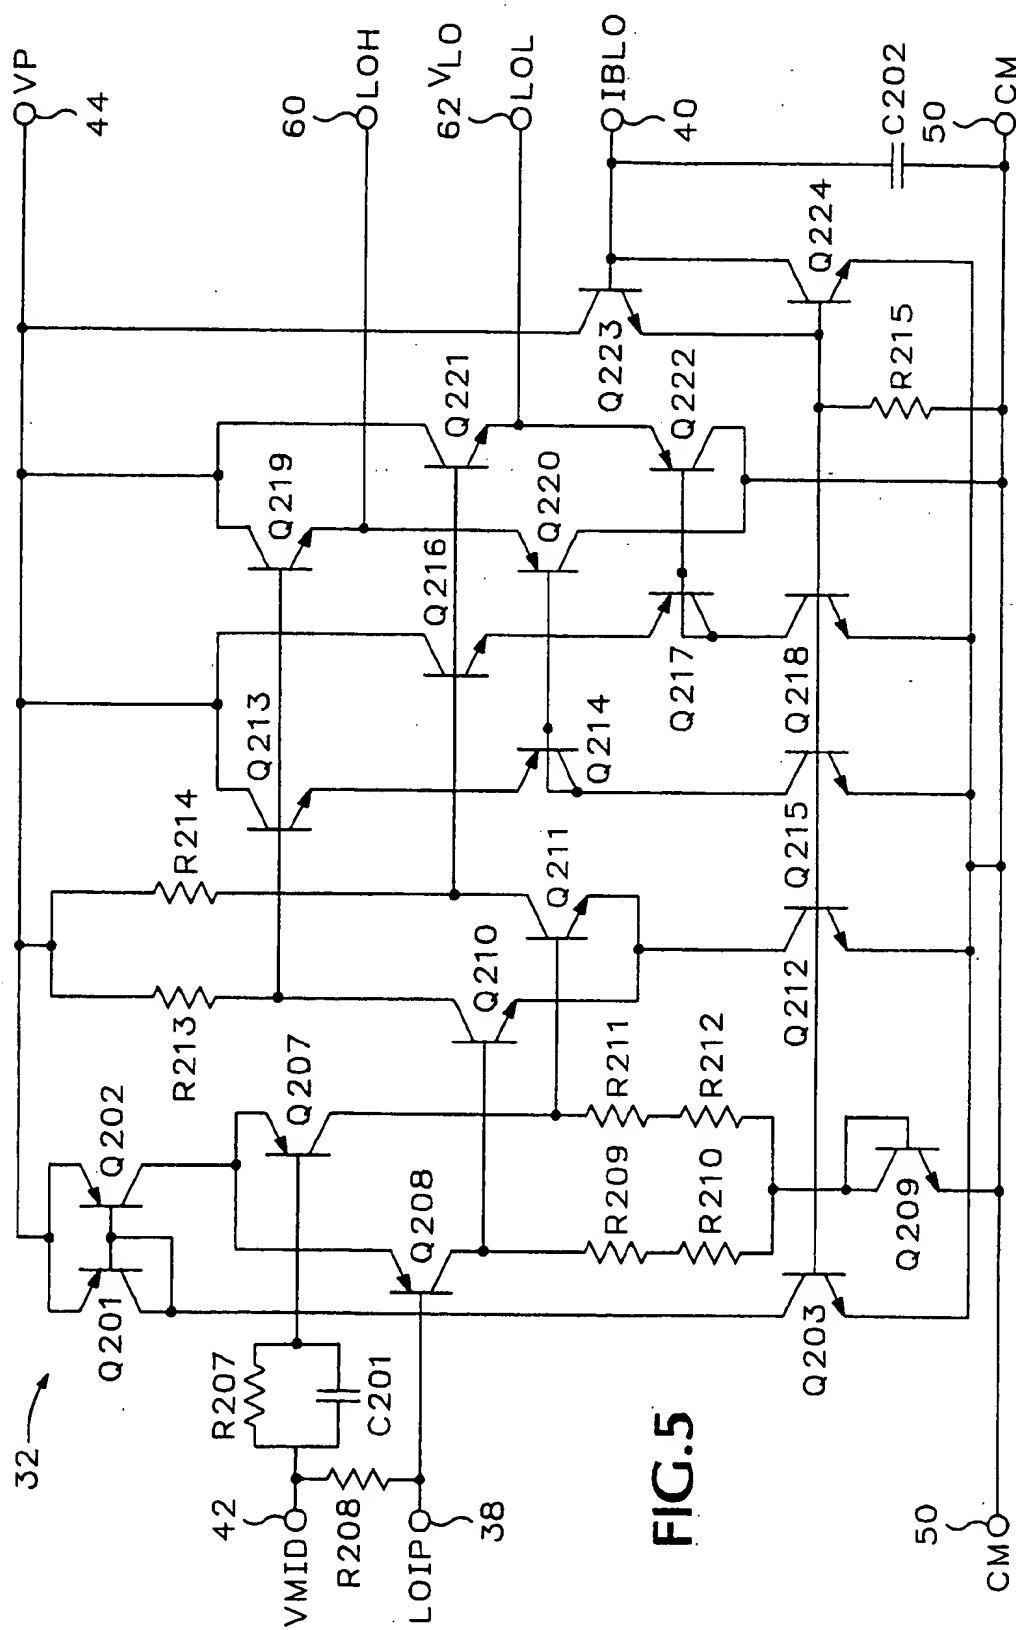 32
VP
44
Q201
Q202
R213
R214
Q213
Q219
60
LOH
R207
C201
Q207
Q208
Q210
Q211
Q216
Q221
62
VLO
LOL
42
VMID
R208
LOIP
38
Q214
Q220
Q217
Q222
Q223
IBLO
40
R209
R211
R210
R212
Q203
Q209
Q212
Q215
Q218
Q224
R215
C202
50
CM
50
CM
FIG.5